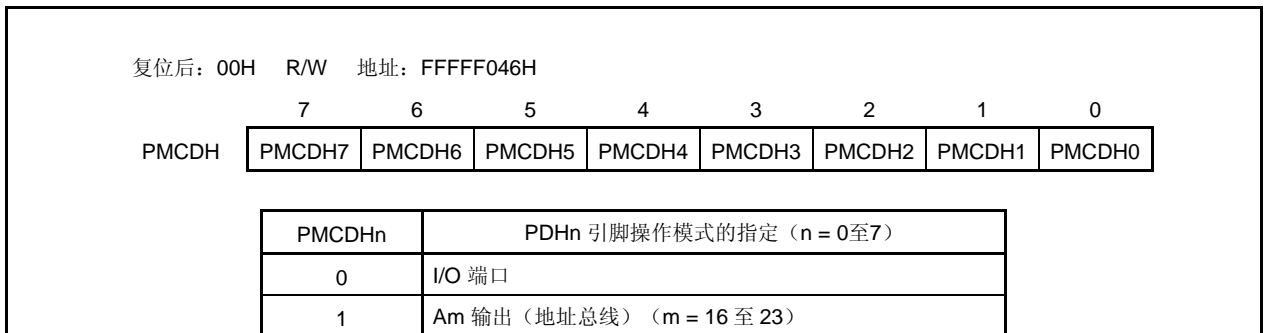 复位后：00H R/W 地址：FFFFF046H
7 6 5 4 3 2 1 0
PMCDH PMCDH7 PMCDH6 PMCDH5 PMCDH4 PMCDH3 PMCDH2 PMCDH1 PMCDH0
PMCDHn PDHn 引脚操作模式的指定（n = 0至7）
0 I/O 端口
1 Am 输出（地址总线）（m = 16 至 23）